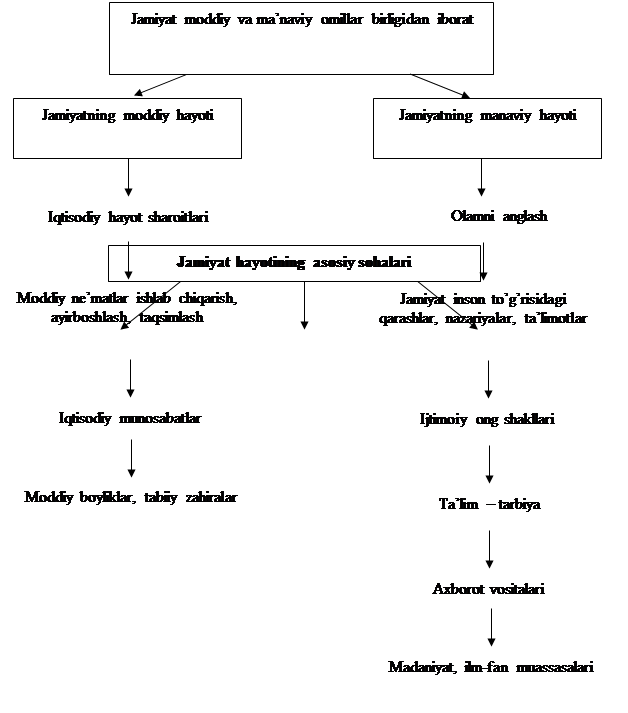 Jamiyat moddiy va ma’naviy omillar birligidan iborat
Jamiyatning moddiy hayoti
Jamiyatning manaviy hayoti
Iqtisodiy hayot sharoitlari
Olamni anglash
Jamiyat hayotining asosiy sohalari
Moddiy ne’matlar ishlab chiqarish,
ayirboshlash, taqsimlash
Jamiyat inson to’g’risidagi
qarashlar, nazariyalar, ta’limotlar
Iqtisodiy munosabatlar
Ijtimoiy ong shakllari
Moddiy boyliklar, tabiiy zahiralar
Ta’lim – tarbiya
Axborot vositalari
Madaniyat, ilm-fan muassasalari